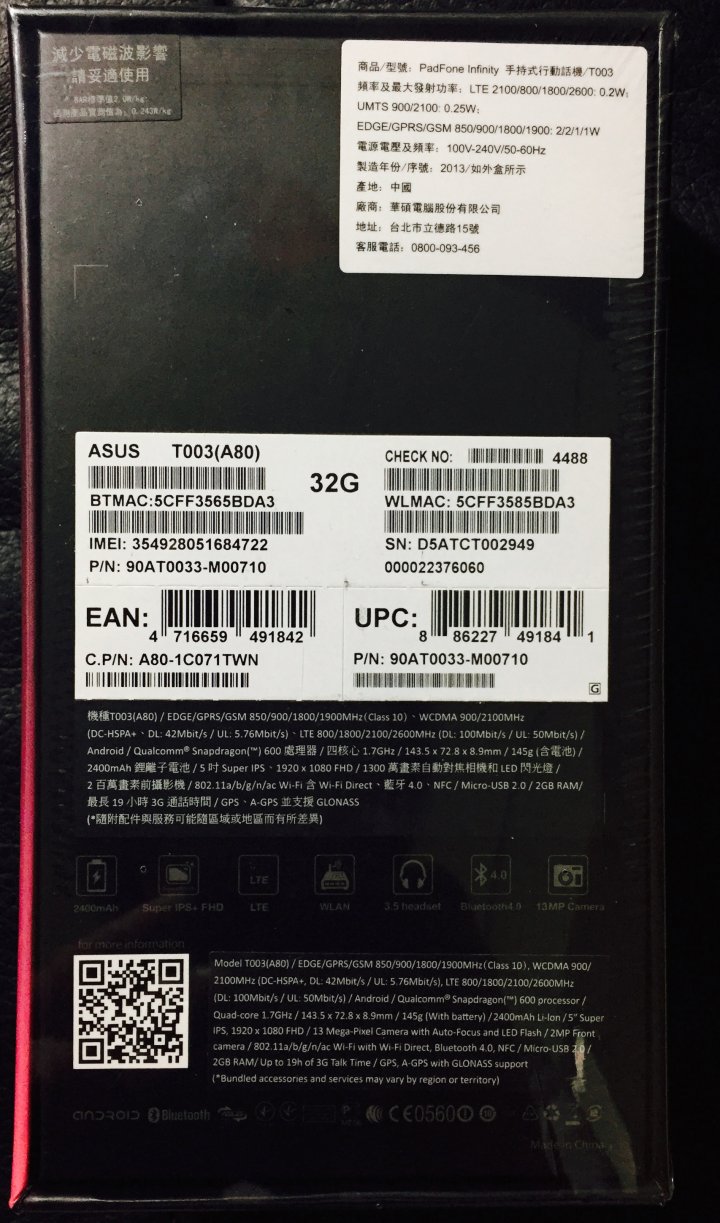 減少電磁波影響
請妥適使用
SAR標準值2.0W/kg;
送測產品實測值為: 0.243W/kg
商品/型號: PadFone Infinity 手持式行動話機/T003
頻率及最大發射功率: LTE 2100/800/1800/2600: 0.2W;
UMTS 900/2100: 0.25W;
EDGE/GPRS/GSM 850/900/1800/1900: 2/2/1/1W
電源電壓及頻率: 100V-240V/50-60Hz
製造年份/序號: 2013/如外盒所示
產地: 中國
廠商: 華碩電腦股份有限公司
地址: 台北市立德路15號
客服電話: 0800-093-456
ASUS T003(A80)
CHECK NO: 4488
32G
BTMAC:5CFF3565BDA3
WLMAC: 5CFF3585BDA3
IMEI: 354928051684722
SN: D5ATCT002949
P/N: 90AT0033-M00710
000022376060
EAN:
4 716659 491842
UPC:
8 86227 49184 1
C.P/N: A80-1C071TWN
P/N: 90AT0033-M00710
G
機種T003(A80) / EDGE/GPRS/GSM 850/900/1800/1900MHz(Class 10)、WCDMA 900/2100MHz
(DC-HSPA+、DL: 42Mbit/s / UL: 5.76Mbit/s)、LTE 800/1800/2100/2600MHz (DL: 100Mbit/s / UL: 50Mbit/s) /
Android / Qualcomm® Snapdragon(™) 600 處理器 / 四核心 1.7GHz / 143.5 x 72.8 x 8.9mm / 145g (含電池) /
2400mAh 鋰離子電池 / 5 吋 Super IPS、1920 x 1080 FHD / 1300 萬畫素自動對焦相機和 LED 閃光燈 /
2 百萬畫素前攝影機 / 802.11a/b/g/n/ac Wi-Fi 含 Wi-Fi Direct、藍牙 4.0、NFC / Micro-USB 2.0 / 2GB RAM/
最長 19 小時 3G 通話時間 / GPS、A-GPS 並支援 GLONASS
(*隨附配件與服務可能隨區域或地區而有所差異)
LTE
4.0
2400mAh
Super IPS+ FHD
LTE
WLAN
3.5 headset
Bluetooth4.0
13MP Camera
for more information
Model T003(A80) / EDGE/GPRS/GSM 850/900/1800/1900MHz(Class 10), WCDMA 900/
2100MHz (DC-HSPA+, DL: 42Mbit/s / UL: 5.76Mbit/s), LTE 800/1800/2100/2600MHz
(DL: 100Mbit/s / UL: 50Mbit/s) / Android / Qualcomm® Snapdragon(™) 600 processor /
Quad-core 1.7GHz / 143.5 x 72.8 x 8.9mm / 145g (With battery) / 2400mAh Li-Ion / 5" Super
IPS, 1920 x 1080 FHD / 13 Mega-Pixel Camera with Auto-Focus and LED Flash / 2MP Front
camera / 802.11a/b/g/n/ac Wi-Fi with Wi-Fi Direct, Bluetooth 4.0, NFC / Micro-USB 2.0 /
2GB RAM/ Up to 19h of 3G Talk Time / GPS, A-GPS with GLONASS support
(*Bundled accessories and services may vary by region or territory)
android Bluetooth CE0560
Made in China